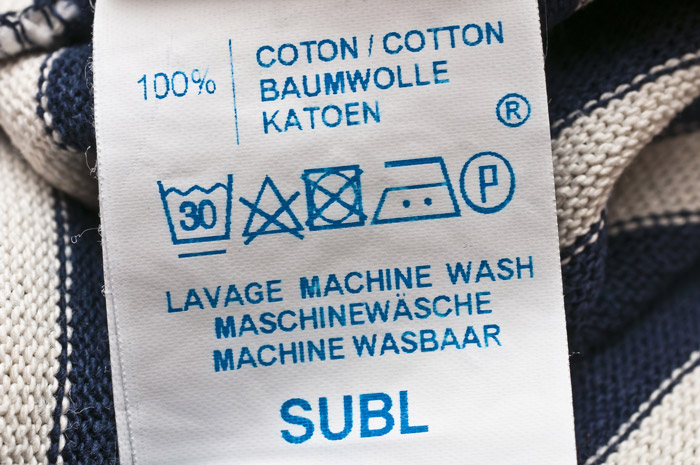 100%
COTON / COTTON
BAUMWOLLE
KATOEN
®
30
P
LAVAGE MACHINE WASH
MASCHINEWÄSCHE
MACHINE WASBAAR
SUBL